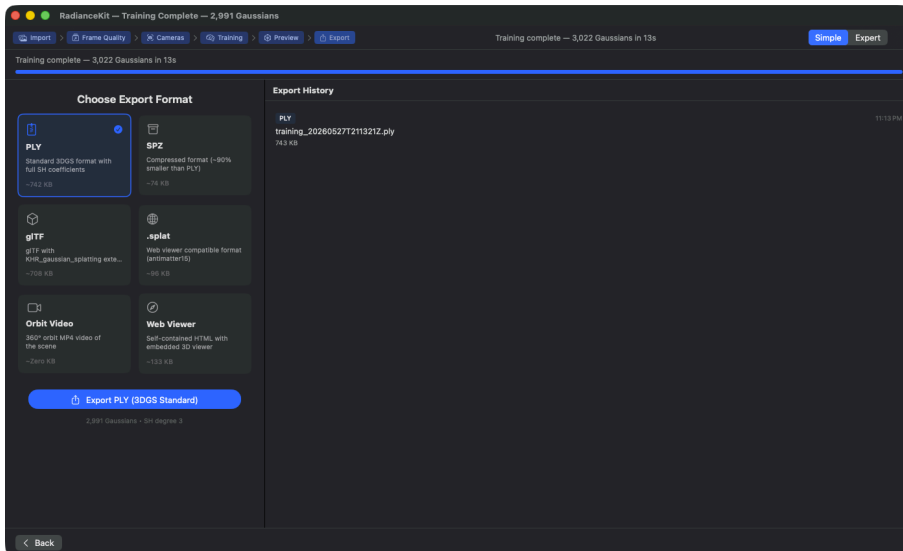 RadianceKit — Training Complete — 2,991 Gaussians
Import > Frame Quality > Cameras > Training > Preview > Export
Training complete — 3,022 Gaussians in 13s
Simple Expert
Training complete — 3,022 Gaussians in 13s
Choose Export Format
PLY
Standard 3DGS format with
full SH coefficients
~742 KB
SPZ
Compressed format (~90%
smaller than PLY)
~74 KB
glTF
glTF with
KHR_gaussian_splatting exte...
~708 KB
.splat
Web viewer compatible format
(antimatter15)
~96 KB
Orbit Video
360° orbit MP4 video of
the scene
~Zero KB
Web Viewer
Self-contained HTML with
embedded 3D viewer
~133 KB
Export PLY (3DGS Standard)
2,991 Gaussians • SH degree 3
Export History
PLY
11:13 PM
training_20260527T211321Z.ply
743 KB
< Back